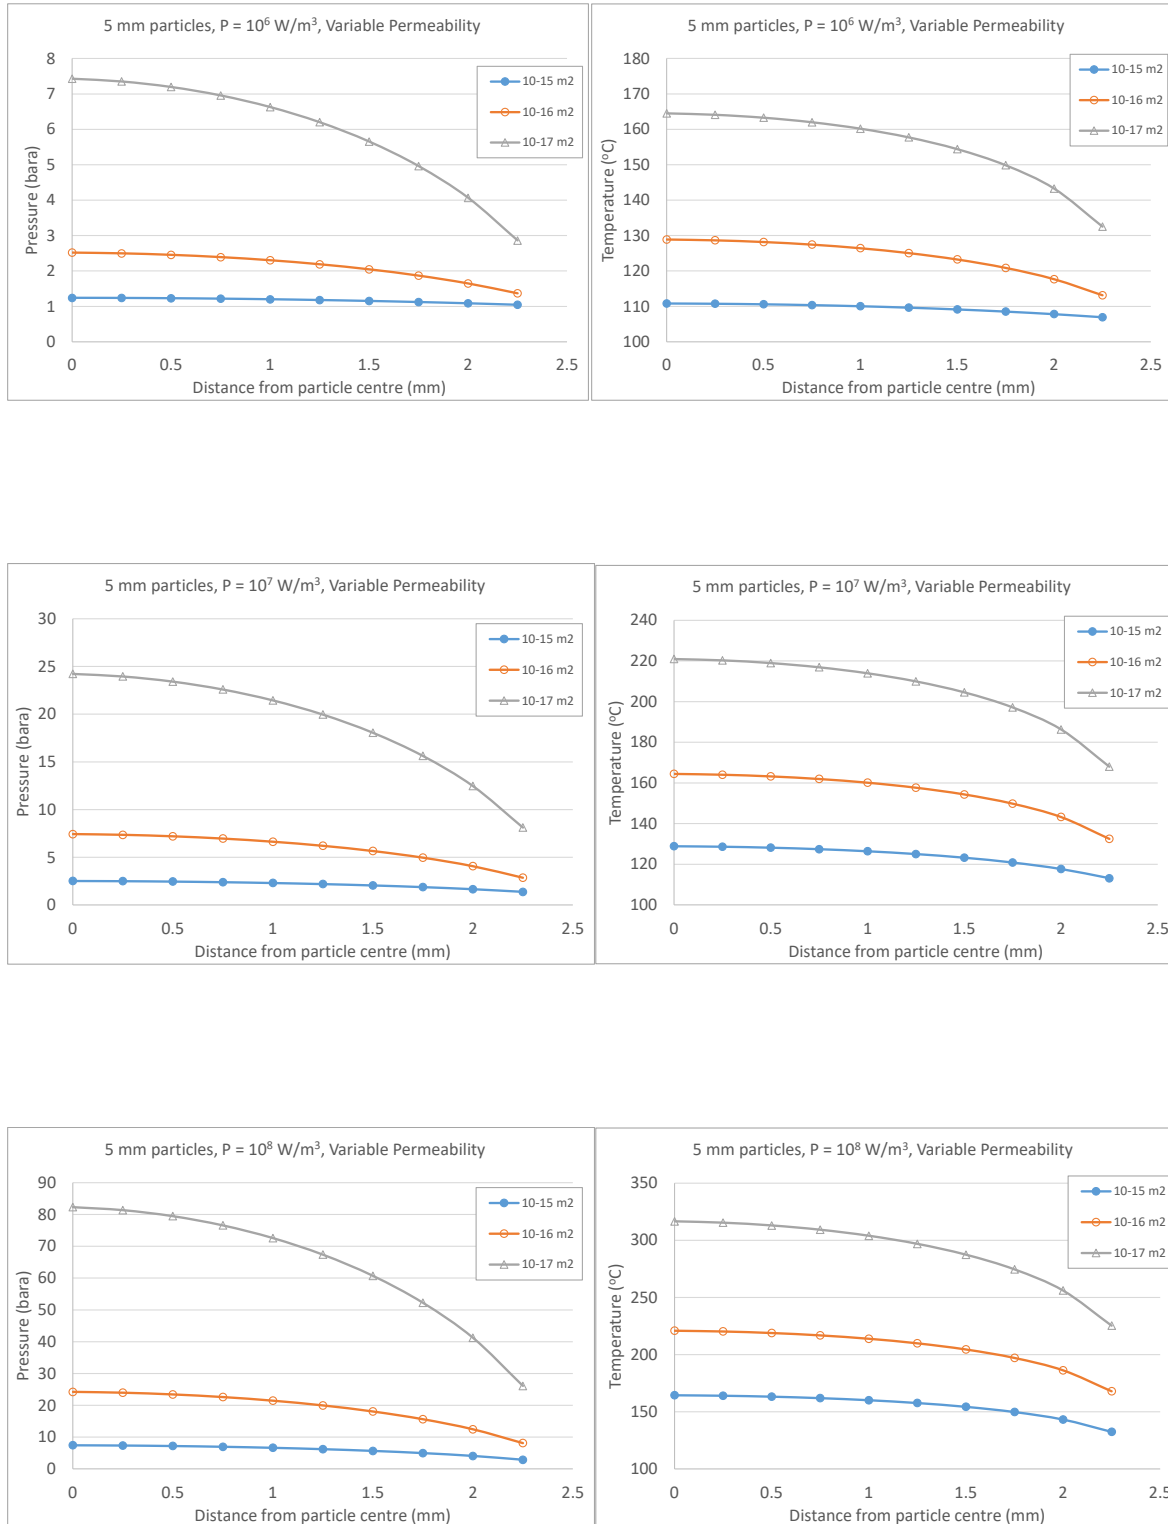 5 mm particles, P = 10⁶ W/m³, Variable Permeability
8
7
6
5
4
3
2
1
0
Pressure (bara)
10-15 m2
10-16 m2
10-17 m2
0 0.5 1 1.5 2 2.5
Distance from particle centre (mm)
5 mm particles, P = 10⁶ W/m³, Variable Permeability
180
170
160
150
140
130
120
110
100
Temperature (°C)
10-15 m2
10-16 m2
10-17 m2
0 0.5 1 1.5 2 2.5
Distance from particle centre (mm)
5 mm particles, P = 10⁷ W/m³, Variable Permeability
30
25
20
15
10
5
0
Pressure (bara)
10-15 m2
10-16 m2
10-17 m2
0 0.5 1 1.5 2 2.5
Distance from particle centre (mm)
5 mm particles, P = 10⁷ W/m³, Variable Permeability
240
220
200
180
160
140
120
100
Temperature (°C)
10-15 m2
10-16 m2
10-17 m2
0 0.5 1 1.5 2 2.5
Distance from particle centre (mm)
5 mm particles, P = 10⁸ W/m³, Variable Permeability
90
80
70
60
50
40
30
20
10
0
Pressure (bara)
10-15 m2
10-16 m2
10-17 m2
0 0.5 1 1.5 2 2.5
Distance from particle centre (mm)
5 mm particles, P = 10⁸ W/m³, Variable Permeability
350
300
250
200
150
100
Temperature (°C)
10-15 m2
10-16 m2
10-17 m2
0 0.5 1 1.5 2 2.5
Distance from particle centre (mm)